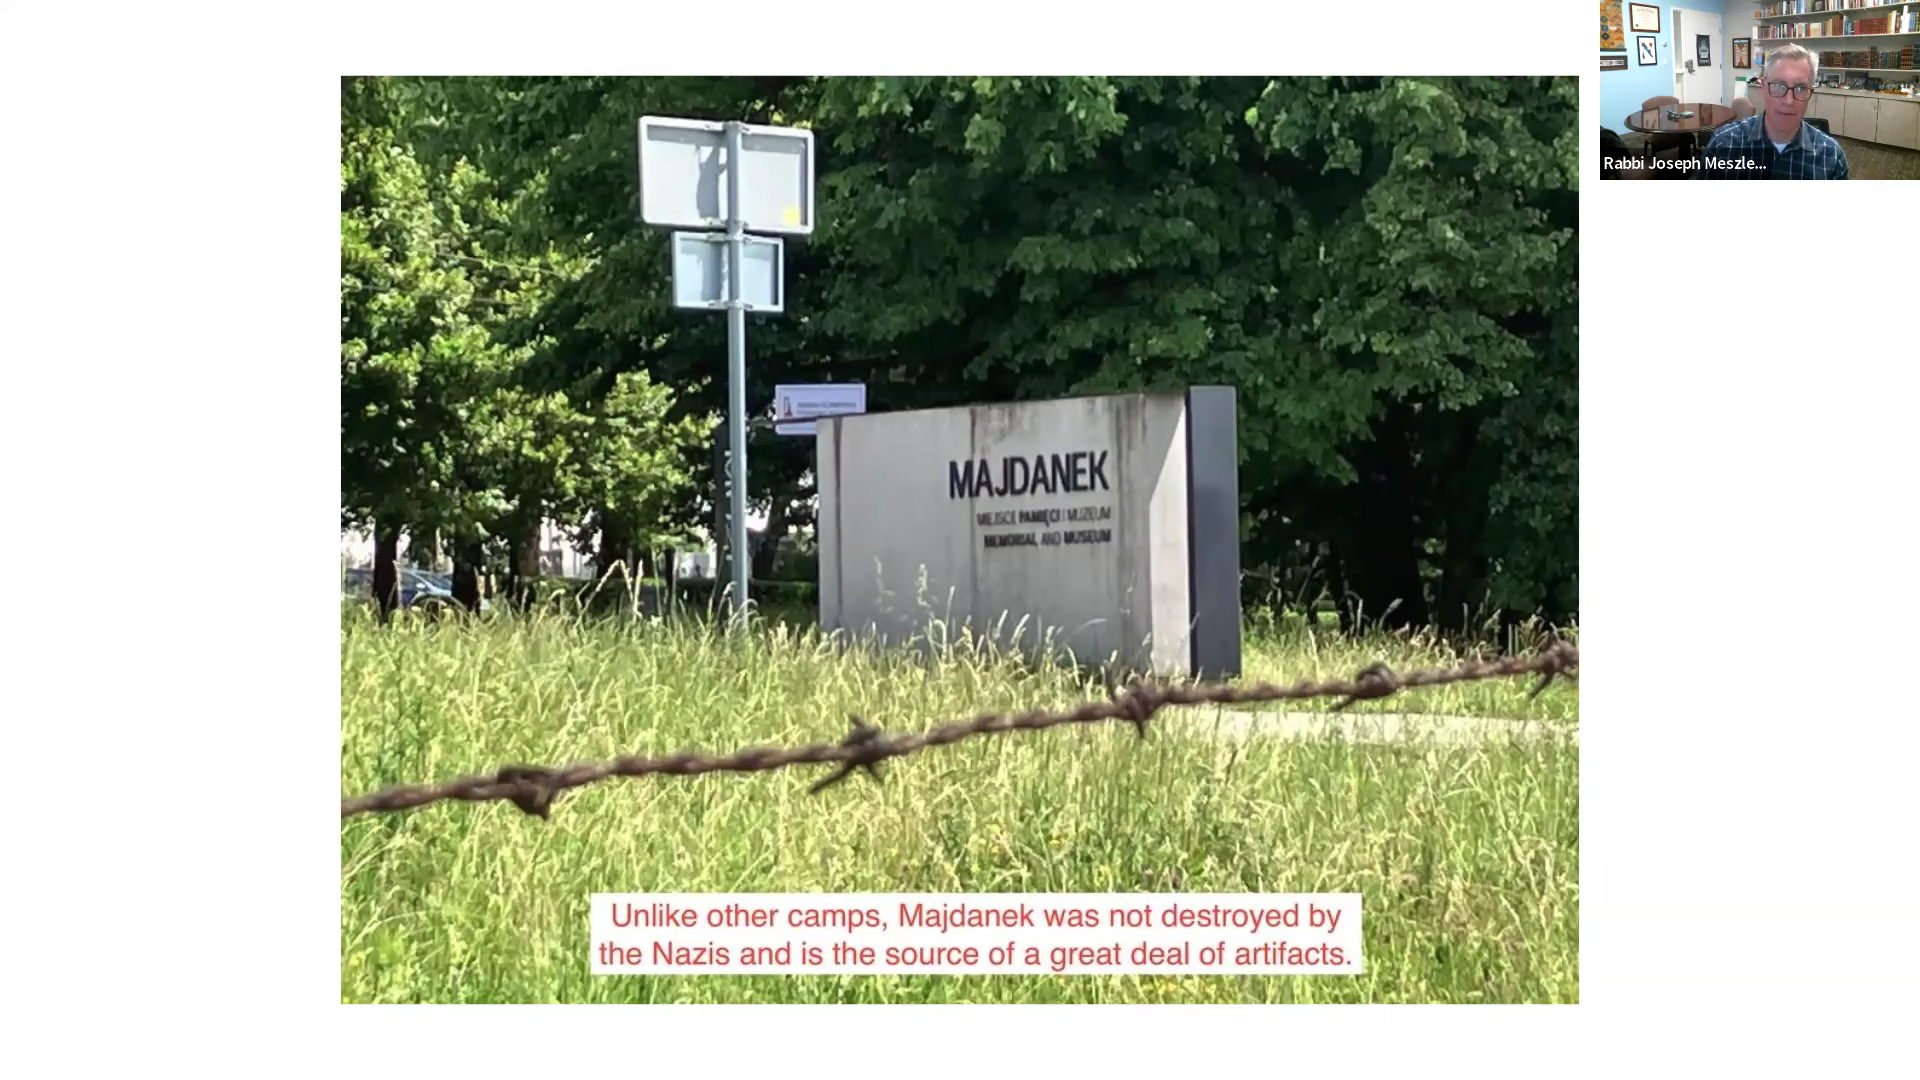 Rabbi Joseph Meszle...
MAJDANEK
MIEJSCE PAMIĘCI I MUZEUM
MEMORIAL AND MUSEUM
Unlike other camps, Majdanek was not destroyed by
the Nazis and is the source of a great deal of artifacts.